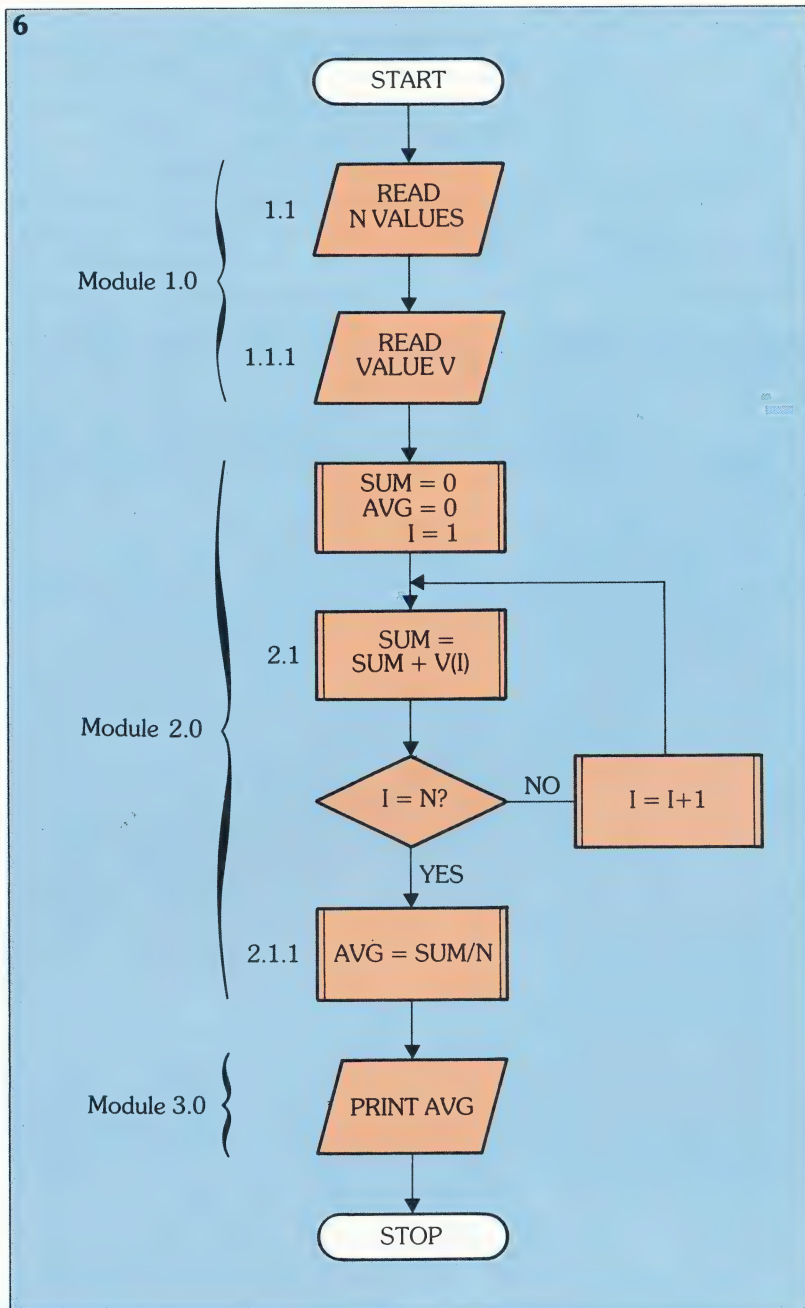 6
START
1.1
READ
N VALUES
Module 1.0
1.1.1
READ
VALUE V
SUM = 0
AVG = 0
I = 1
2.1
SUM =
SUM + V(I)
Module 2.0
I = N?
NO
I = I+1
YES
2.1.1
AVG = SUM/N
Module 3.0
PRINT AVG
STOP